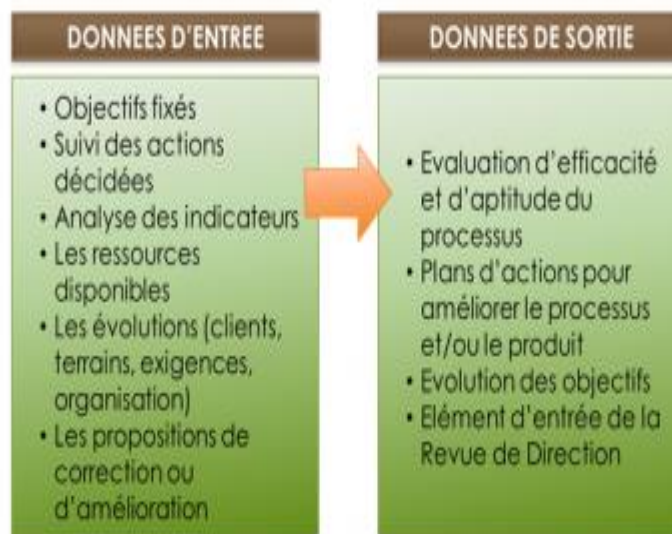 DONNEES D'ENTREE
• Objectifs fixés
• Suivi des actions
décidées
• Analyse des indicateurs
• Les ressources
disponibles
• Les évolutions (clients,
terrains, exigences,
organisation)
• Les propositions de
correction ou
d'amélioration
DONNEES DE SORTIE
• Evaluation d'efficacité
et d'aptitude du
processus
• Plans d'actions pour
améliorer le processus
et/ou le produit
• Evolution des objectifs
• Elément d'entrée de la
Revue de Direction